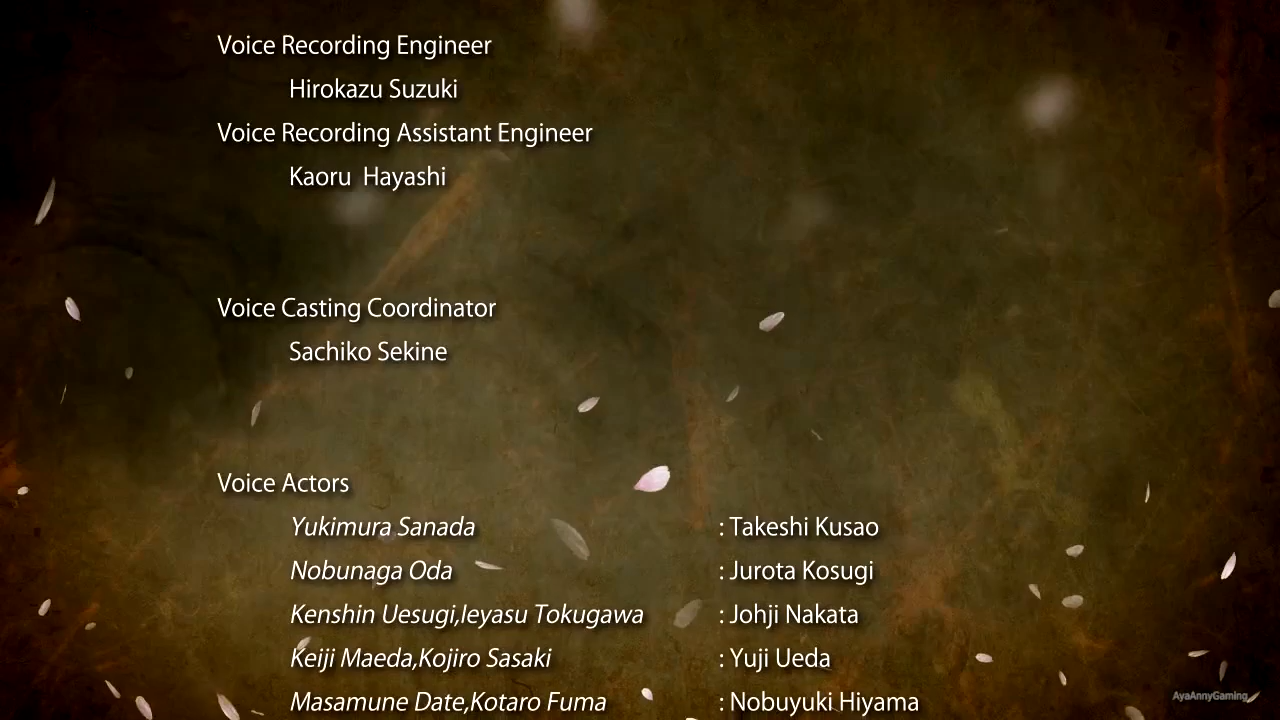 Voice Recording Engineer
Hirokazu Suzuki
Voice Recording Assistant Engineer
Kaoru  Hayashi
Voice Casting Coordinator
Sachiko Sekine
Voice Actors
Yukimura Sanada : Takeshi Kusao
Nobunaga Oda : Jurota Kosugi
Kenshin Uesugi,Ieyasu Tokugawa : Johji Nakata
Keiji Maeda,Kojiro Sasaki : Yuji Ueda
Masamune Date,Kotaro Fuma : Nobuyuki Hiyama
AyaAnnyGaming